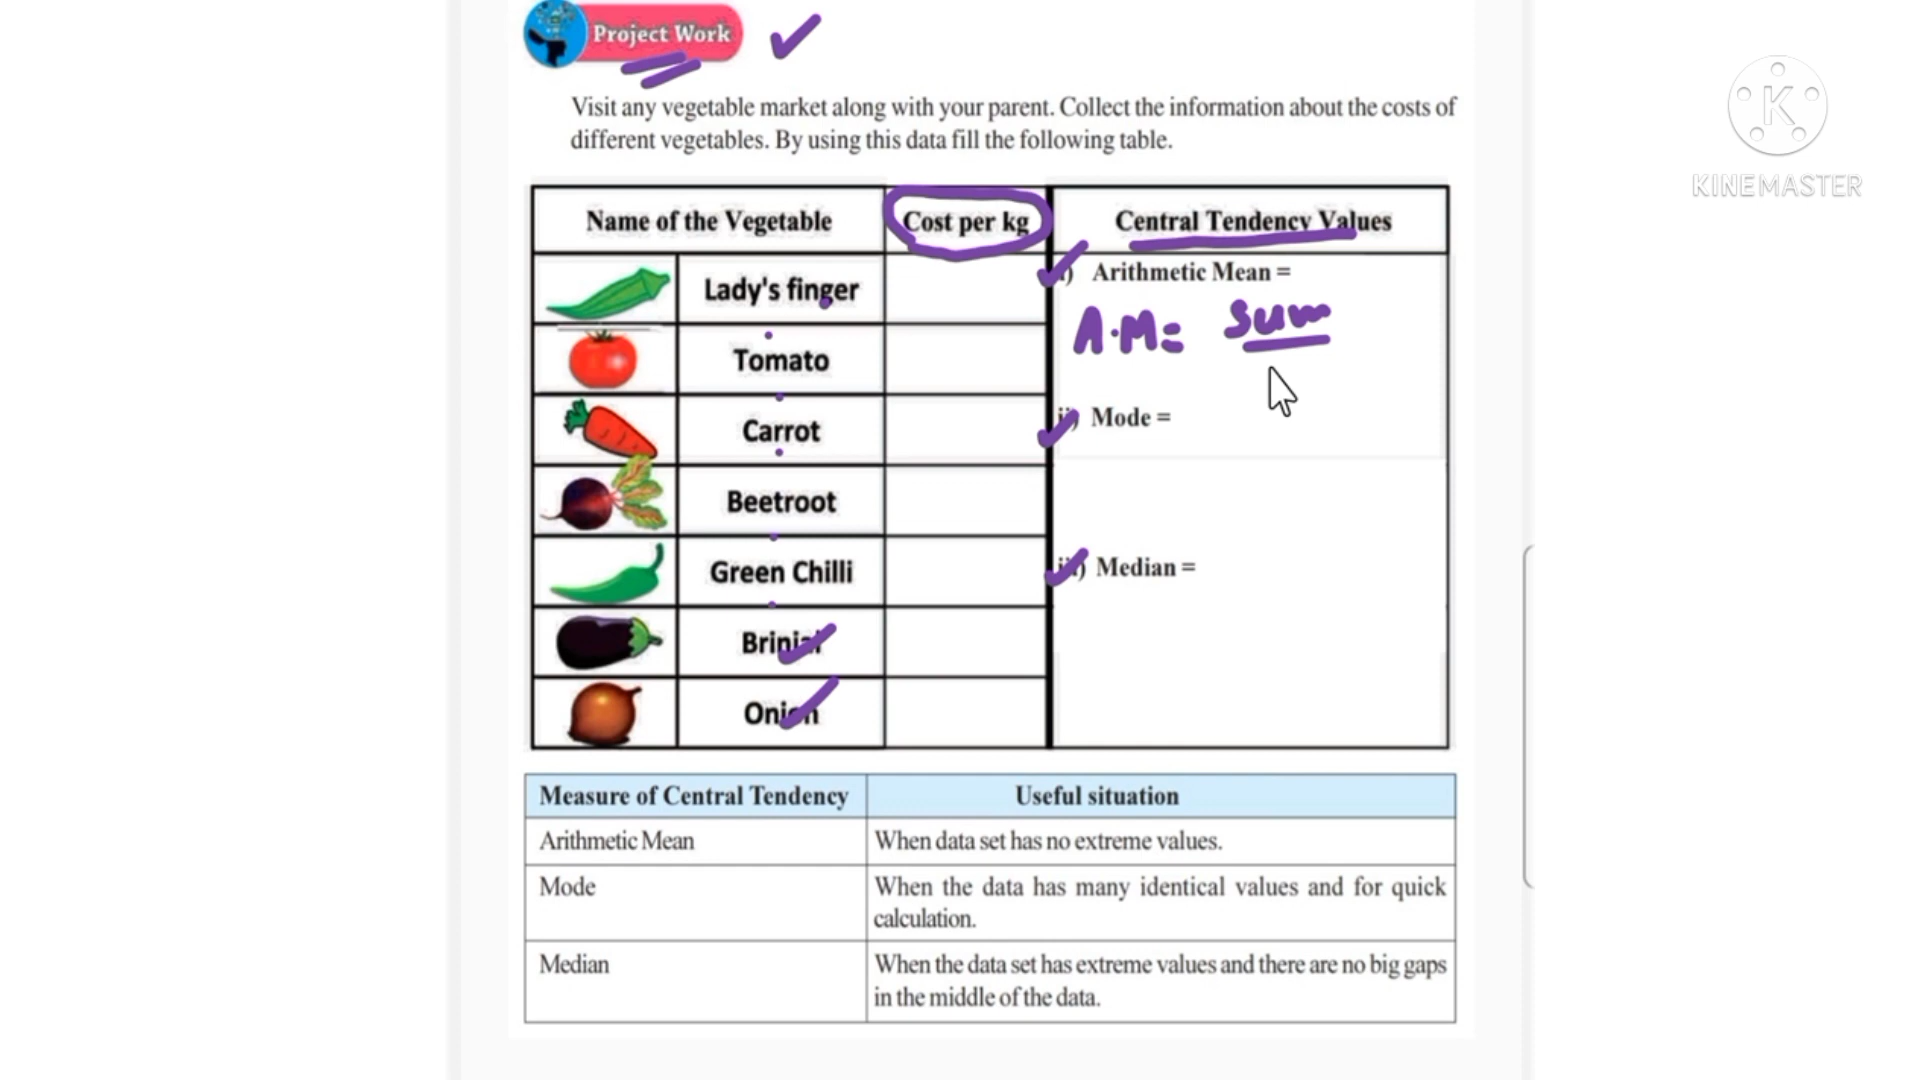 Project Work
KINEMASTER
Visit any vegetable market along with your parent. Collect the information about the costs of
different vegetables. By using this data fill the following table.
Name of the Vegetable Cost per kg Central Tendency Values
Lady's finger
i) Arithmetic Mean =
A.M= sum
Tomato
Carrot
ii) Mode =
Beetroot
Green Chilli
iii) Median =
Brinjal
Onion
Measure of Central Tendency Useful situation
Arithmetic Mean When data set has no extreme values.
Mode When the data has many identical values and for quick
calculation.
Median When the data set has extreme values and there are no big gaps
in the middle of the data.